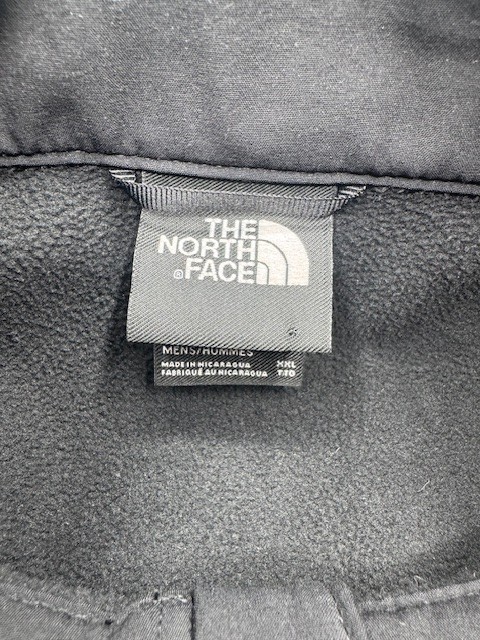 THE
NORTH
® FACE
MENS/HOMMES
MADE IN NICARAGUA XXL
FABRIQUÉ AU NICARAGUA TTG